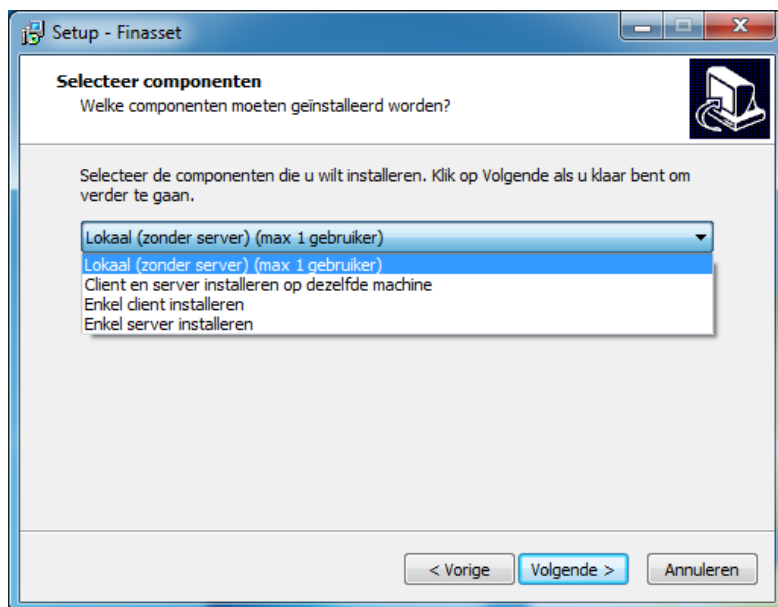 Setup - Finasset
Selecteer componenten
Welke componenten moeten geïnstalleerd worden?
Selecteer de componenten die u wilt installeren. Klik op Volgende als u klaar bent om
verder te gaan.
Lokaal (zonder server) (max 1 gebruiker)
Lokaal (zonder server) (max 1 gebruiker)
Client en server installeren op dezelfde machine
Enkel client installeren
Enkel server installeren
< Vorige Volgende > Annuleren